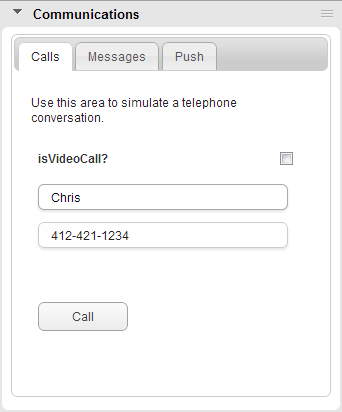 Communications
Calls
Messages
Push
Use this area to simulate a telephone
conversation.
isVideoCall?
Chris
412-421-1234
Call